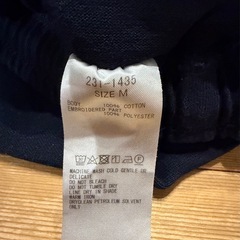 231-1435
SIZE M
BODY 100% COTTON
EMBROIDERED PART
100% POLYESTER
MACHINE WASH COLD GENTLE OR
DELICATE
DO NOT BLEACH
DO NOT TUMBLE DRY
LINE DRY IN SHADE
WARM IRON
DRYCLEAN PETROLEUM SOLVENT
ONLY